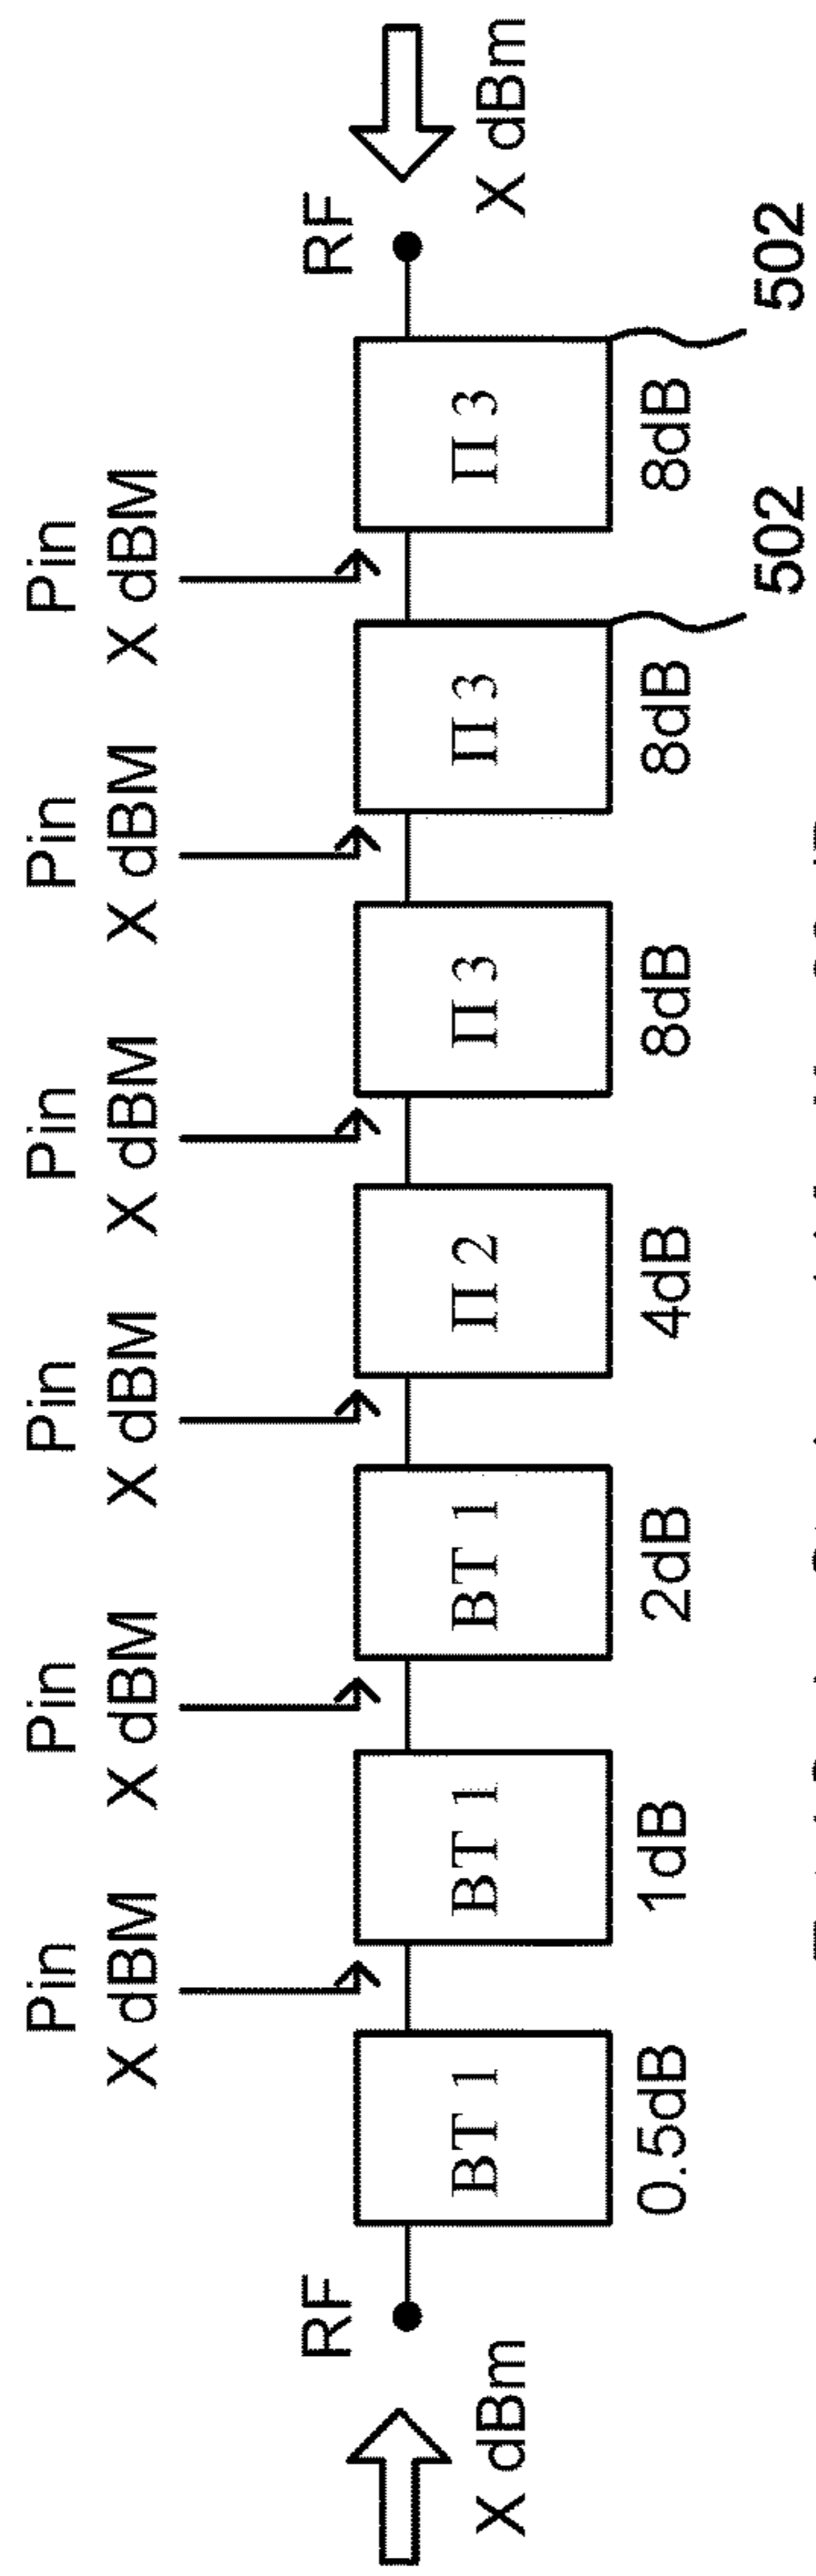 Pin Pin Pin Pin Pin Pin
X dBM X dBM X dBM X dBM X dBM X dBM
RF RF
BT 1 BT 1 BT 1 Π 2 Π 3 Π 3 Π 3
X dBm X dBm
0.5dB 1dB 2dB 4dB 8dB 8dB 8dB
502 502